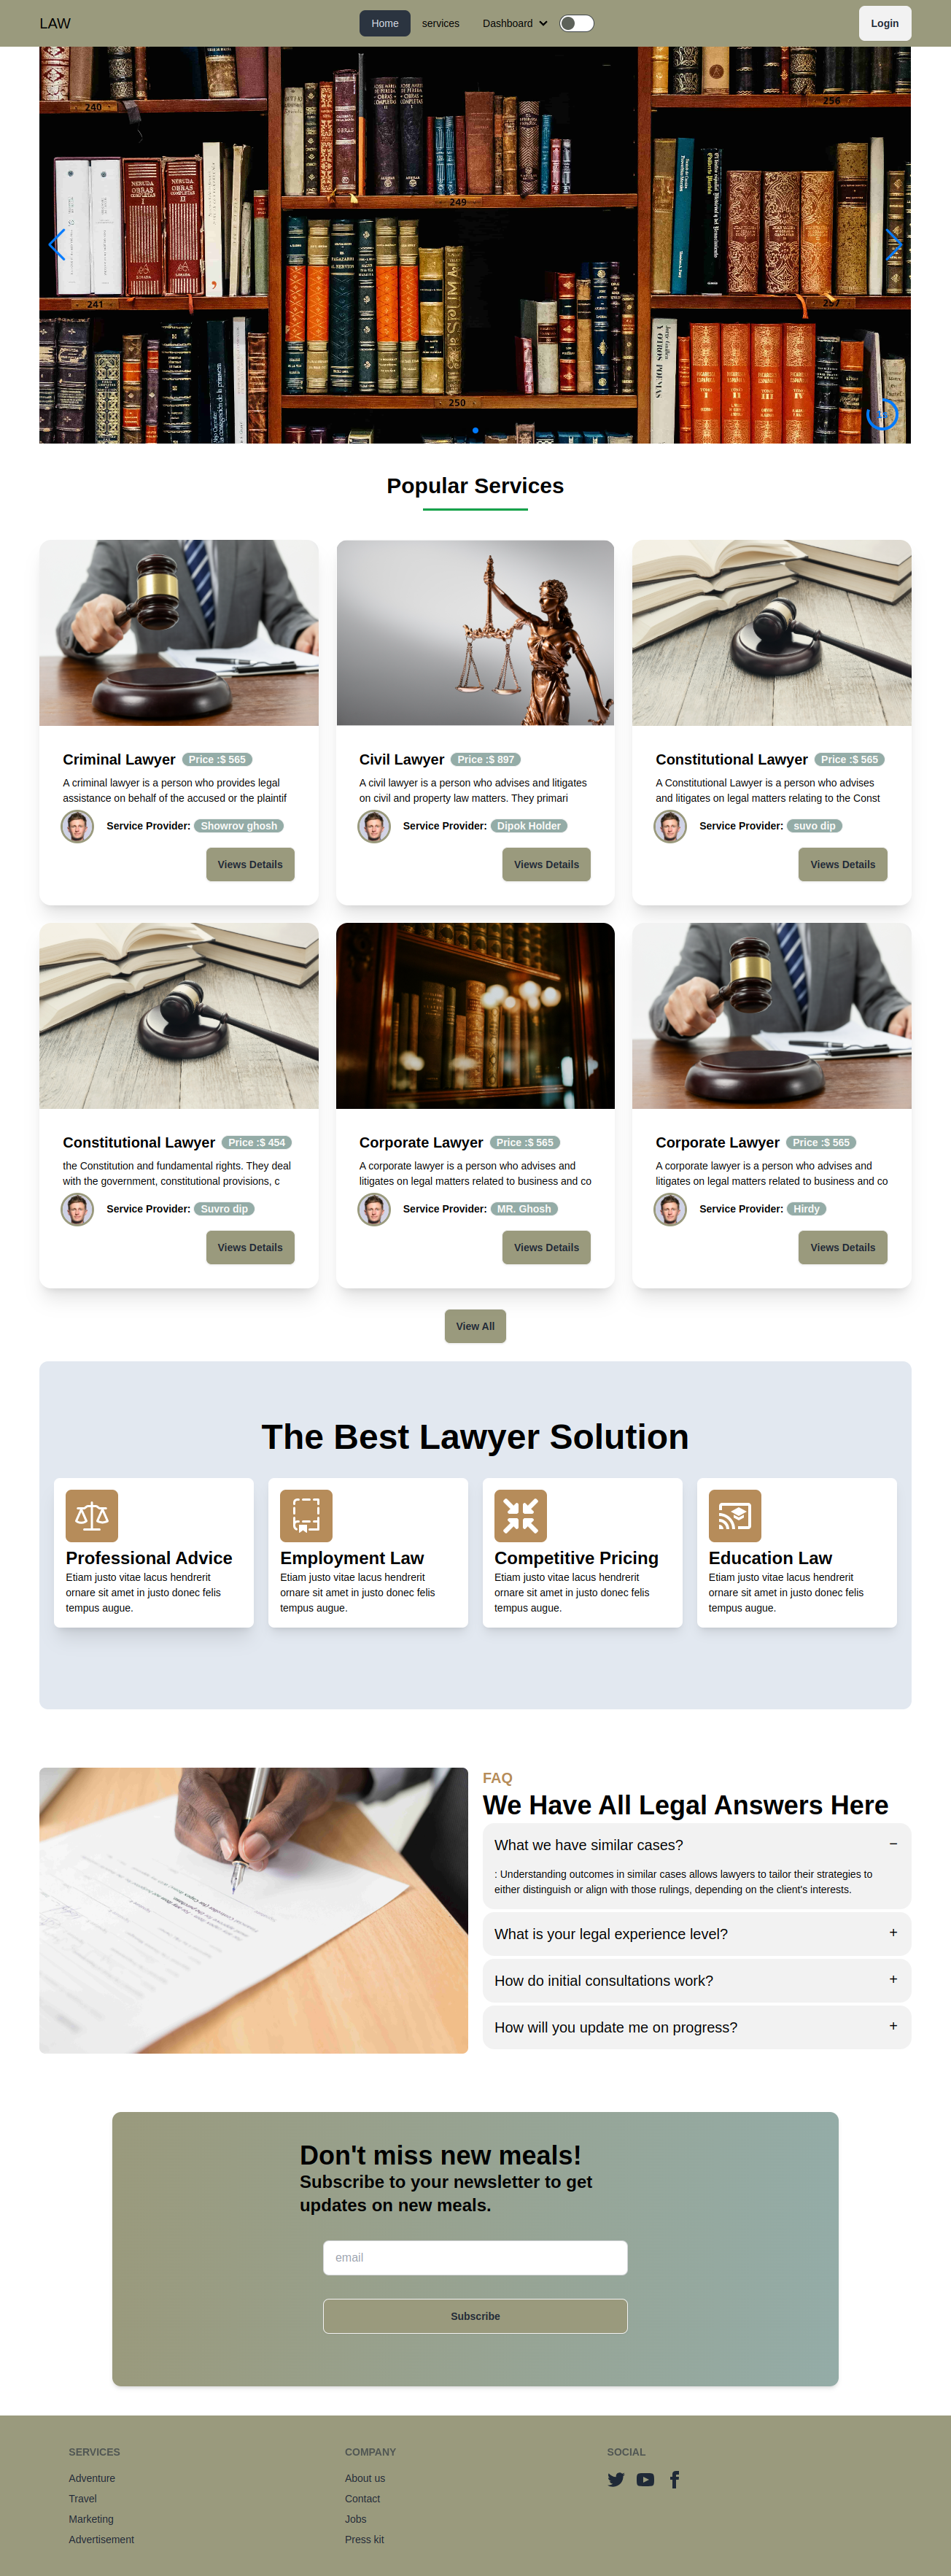 LAW
Home
services
Dashboard
Login
240
256
249
NERUDA
OBRAS
COMPLETAS
I
NERUDA
OBRAS
COMPLETAS
II
LOSADA
LOSADA
241
250
Y OTROS POEMAS
Popular Services
Criminal Lawyer Price :$ 565
A criminal lawyer is a person who provides legal
assistance on behalf of the accused or the plaintif
Service Provider: Showrov ghosh
Views Details
Civil Lawyer Price :$ 897
A civil lawyer is a person who advises and litigates
on civil and property law matters. They primari
Service Provider: Dipok Holder
Views Details
Constitutional Lawyer Price :$ 565
A Constitutional Lawyer is a person who advises
and litigates on legal matters relating to the Const
Service Provider: suvo dip
Views Details
Constitutional Lawyer Price :$ 454
the Constitution and fundamental rights. They deal
with the government, constitutional provisions, c
Service Provider: Suvro dip
Views Details
Corporate Lawyer Price :$ 565
A corporate lawyer is a person who advises and
litigates on legal matters related to business and co
Service Provider: MR. Ghosh
Views Details
Corporate Lawyer Price :$ 565
A corporate lawyer is a person who advises and
litigates on legal matters related to business and co
Service Provider: Hirdy
Views Details
View All
The Best Lawyer Solution
Professional Advice
Etiam justo vitae lacus hendrerit
ornare sit amet in justo donec felis
tempus augue.
Employment Law
Etiam justo vitae lacus hendrerit
ornare sit amet in justo donec felis
tempus augue.
Competitive Pricing
Etiam justo vitae lacus hendrerit
ornare sit amet in justo donec felis
tempus augue.
Education Law
Etiam justo vitae lacus hendrerit
ornare sit amet in justo donec felis
tempus augue.
FAQ
We Have All Legal Answers Here
What we have similar cases? −
: Understanding outcomes in similar cases allows lawyers to tailor their strategies to
either distinguish or align with those rulings, depending on the client's interests.
What is your legal experience level? +
How do initial consultations work? +
How will you update me on progress? +
Don't miss new meals!
Subscribe to your newsletter to get
updates on new meals.
email
Subscribe
SERVICES
Adventure
Travel
Marketing
Advertisement
COMPANY
About us
Contact
Jobs
Press kit
SOCIAL